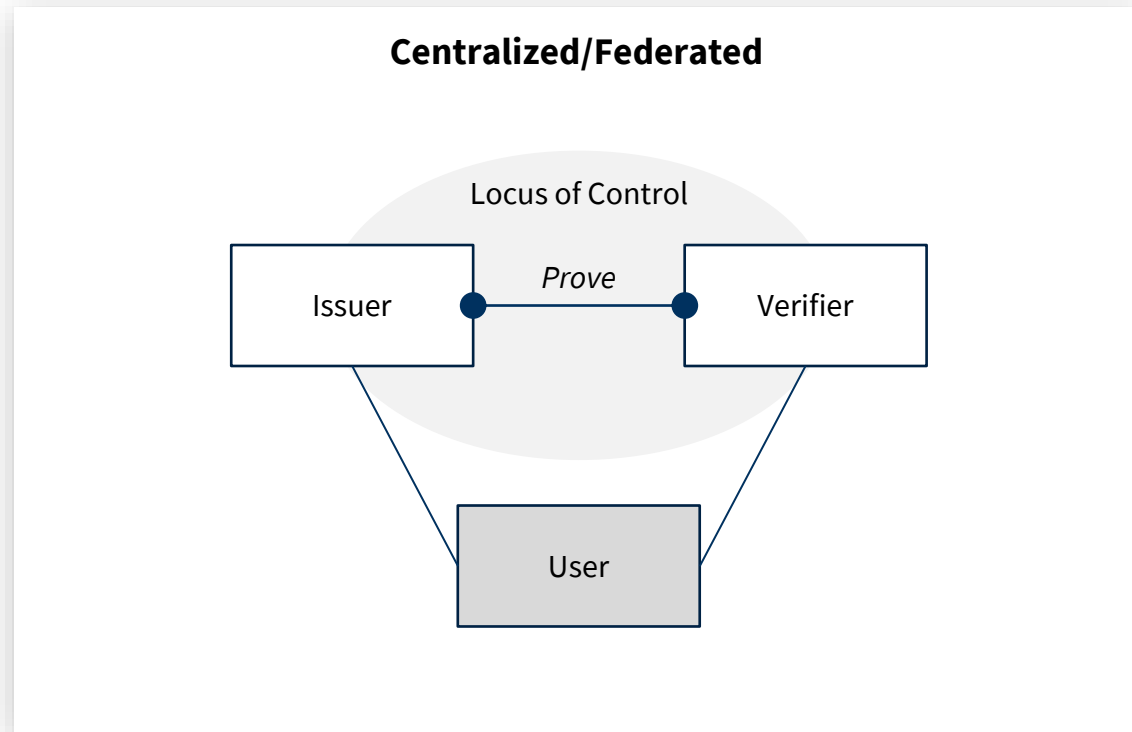 Centralized/Federated
Locus of Control
Prove
Issuer
Verifier
User